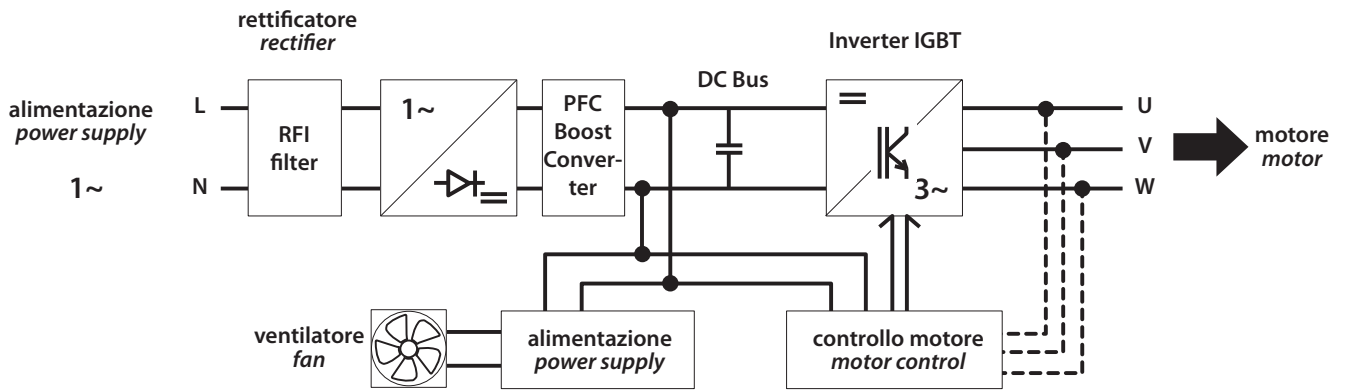 rettificatore
rectifier
Inverter IGBT
DC Bus
alimentazione
power supply
1~
L
N
RFI
filter
1~
PFC
Boost
Conver-
ter
3~
U
V
W
motore
motor
ventilatore
fan
alimentazione
power supply
controllo motore
motor control